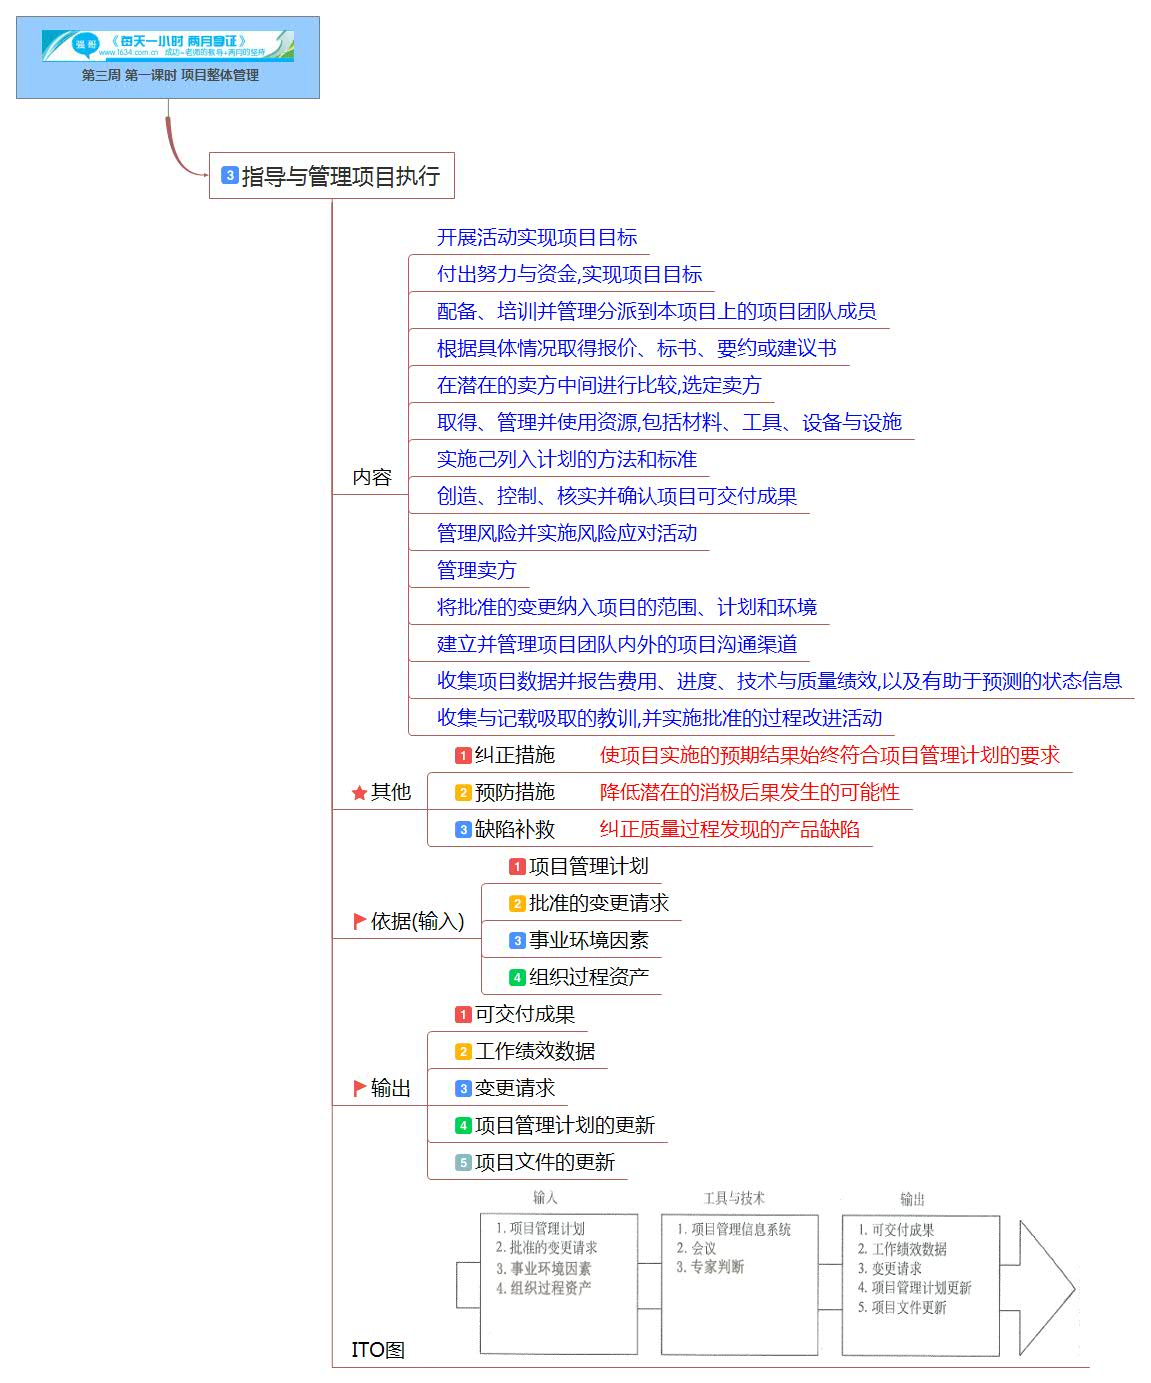 强哥
《每天一小时 两月拿证》
www.1634.com.cn 成功=老师的教导+两月的坚持
第三周 第一课时 项目整体管理
3 指导与管理项目执行
内容
开展活动实现项目目标
付出努力与资金,实现项目目标
配备、培训并管理分派到本项目上的项目团队成员
根据具体情况取得报价、标书、要约或建议书
在潜在的卖方中间进行比较,选定卖方
取得、管理并使用资源,包括材料、工具、设备与设施
实施己列入计划的方法和标准
创造、控制、核实并确认项目可交付成果
管理风险并实施风险应对活动
管理卖方
将批准的变更纳入项目的范围、计划和环境
建立并管理项目团队内外的项目沟通渠道
收集项目数据并报告费用、进度、技术与质量绩效,以及有助于预测的状态信息
收集与记载吸取的教训,并实施批准的过程改进活动
其他
1 纠正措施 使项目实施的预期结果始终符合项目管理计划的要求
2 预防措施 降低潜在的消极后果发生的可能性
3 缺陷补救 纠正质量过程发现的产品缺陷
依据(输入)
1 项目管理计划
2 批准的变更请求
3 事业环境因素
4 组织过程资产
输出
1 可交付成果
2 工作绩效数据
3 变更请求
4 项目管理计划的更新
5 项目文件的更新
ITO图
输入
1. 项目管理计划
2. 批准的变更请求
3. 事业环境因素
4. 组织过程资产
工具与技术
1. 项目管理信息系统
2. 会议
3. 专家判断
输出
1. 可交付成果
2. 工作绩效数据
3. 变更请求
4. 项目管理计划更新
5. 项目文件更新